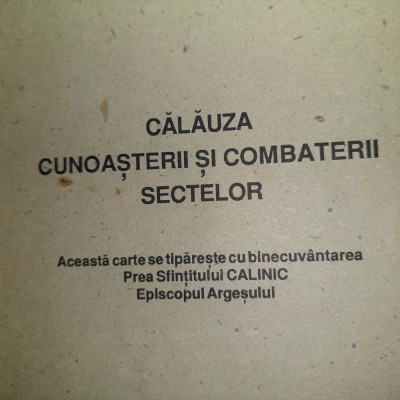 CĂLĂUZA
CUNOAȘTERII ȘI COMBATERII
SECTELOR
Această carte se tipărește cu binecuvântarea
Prea Sfințitului CALINIC
Episcopul Argeșului